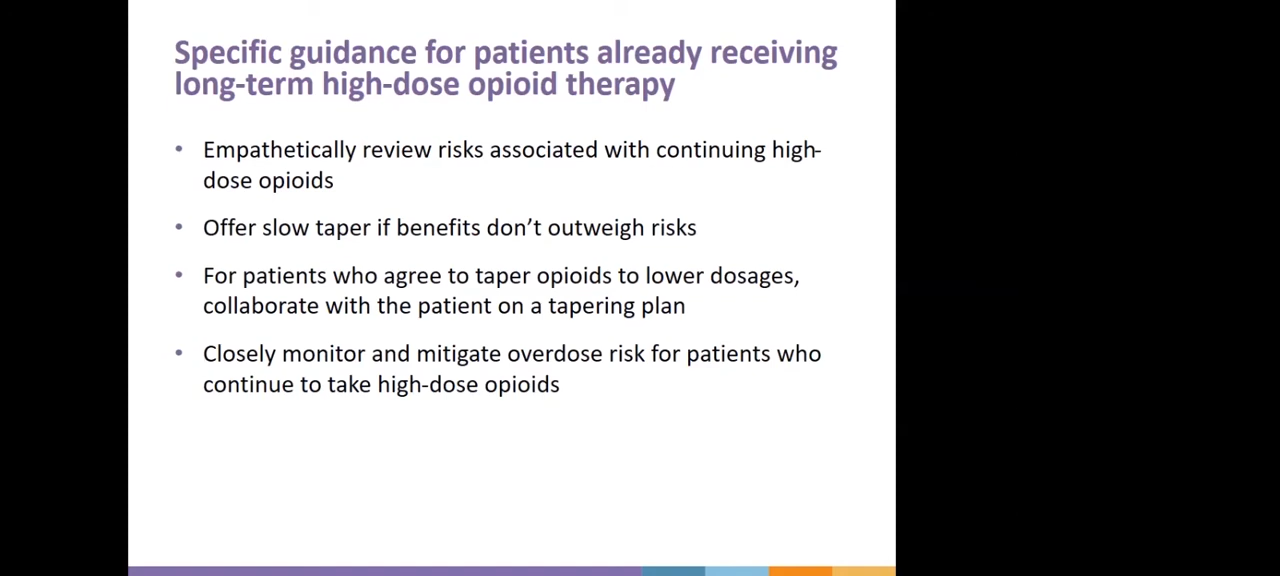 Specific guidance for patients already receiving
long-term high-dose opioid therapy
• Empathetically review risks associated with continuing high-
dose opioids
• Offer slow taper if benefits don’t outweigh risks
• For patients who agree to taper opioids to lower dosages,
collaborate with the patient on a tapering plan
• Closely monitor and mitigate overdose risk for patients who
continue to take high-dose opioids